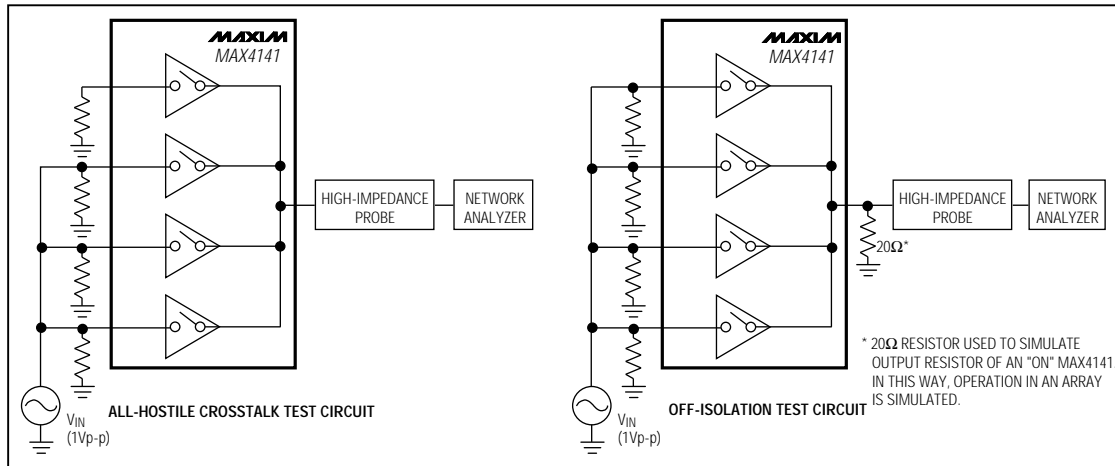 MAXIM
MAX4141
HIGH-IMPEDANCE
PROBE
NETWORK
ANALYZER
VIN
(1Vp-p)
ALL-HOSTILE CROSSTALK TEST CIRCUIT
MAXIM
MAX4141
HIGH-IMPEDANCE
PROBE
NETWORK
ANALYZER
20Ω*
* 20Ω RESISTOR USED TO SIMULATE
OUTPUT RESISTOR OF AN "ON" MAX4141.
IN THIS WAY, OPERATION IN AN ARRAY
IS SIMULATED.
VIN
(1Vp-p)
OFF-ISOLATION TEST CIRCUIT